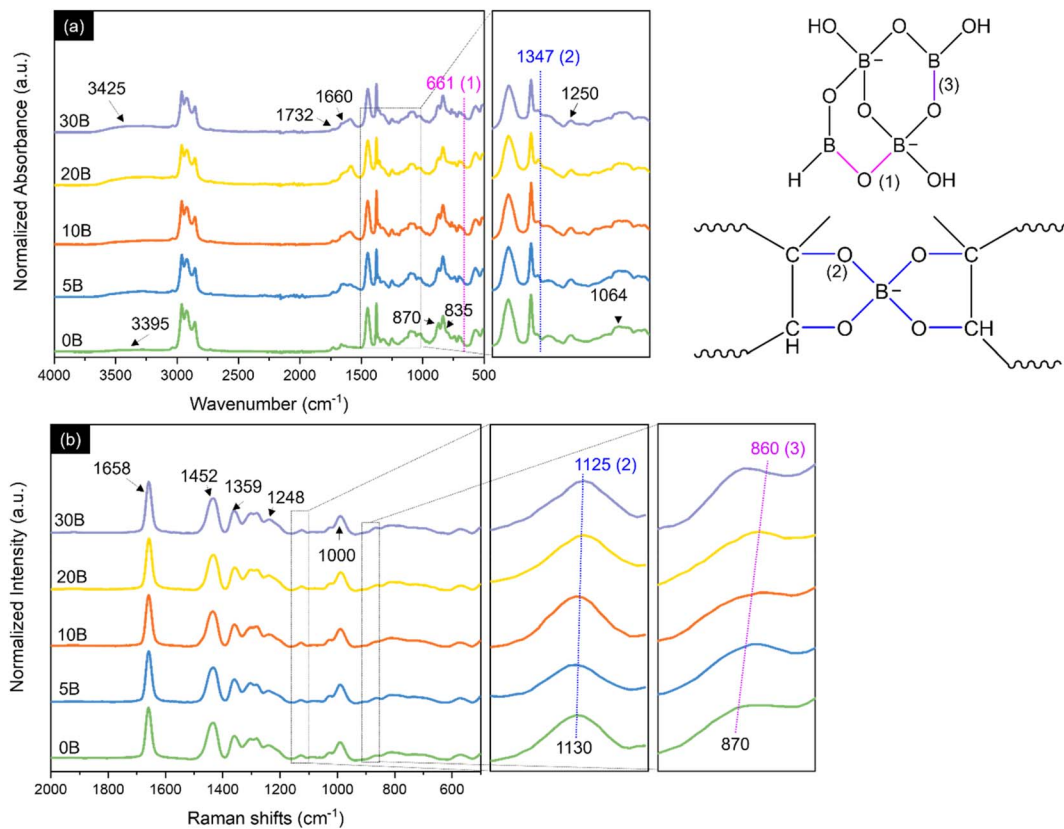 (a)
661 (1)
1347 (2)
3425
1732
1660
1250
30B
20B
10B
5B
0B
3395
870
835
1064
4000 3500 3000 2500 2000 1500 1000 500
Wavenumber (cm⁻¹)
Normalized Absorbance (a.u.)
HO O OH
B⁻ B
(3)
O O O
B B⁻
H O (1) OH
C O O C
(2)
B⁻
C O O CH
H
(b)
1658
1452
1359
1248
1125 (2)
860 (3)
30B
1000
20B
10B
5B
0B
1130
870
2000 1800 1600 1400 1200 1000 800 600
Raman shifts (cm⁻¹)
Normalized Intensity (a.u.)